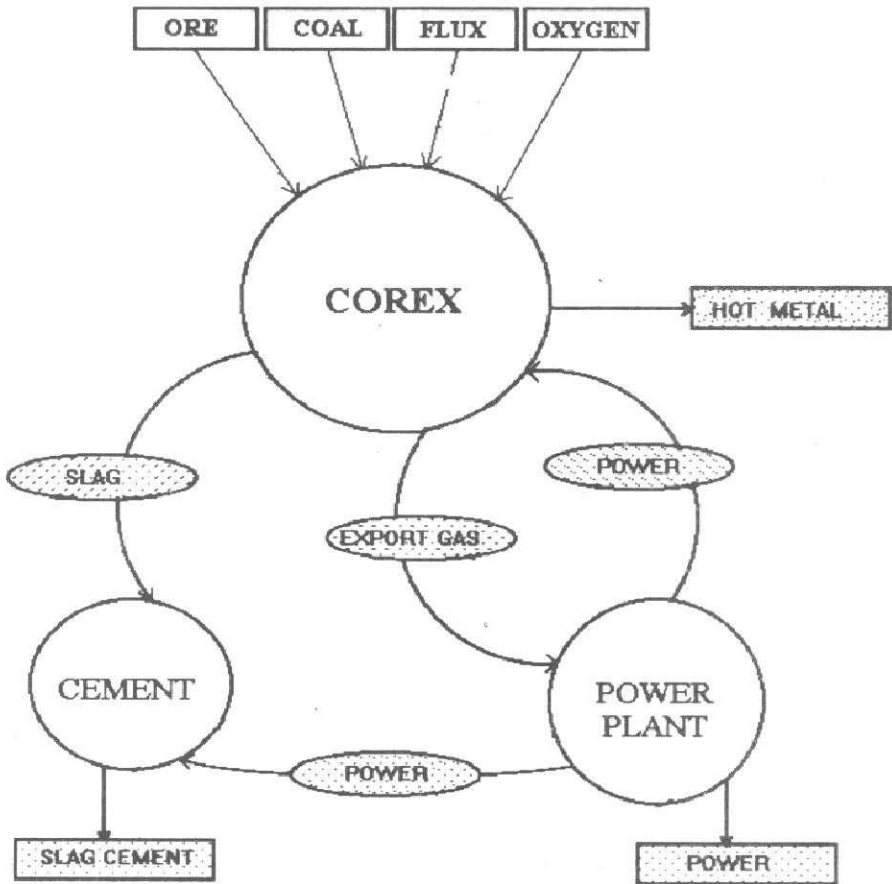 ORE
COAL
FLUX
OXYGEN
COREX
HOT METAL
SLAG
POWER
EXPORT GAS
CEMENT
POWER
PLANT
POWER
SLAG CEMENT
POWER